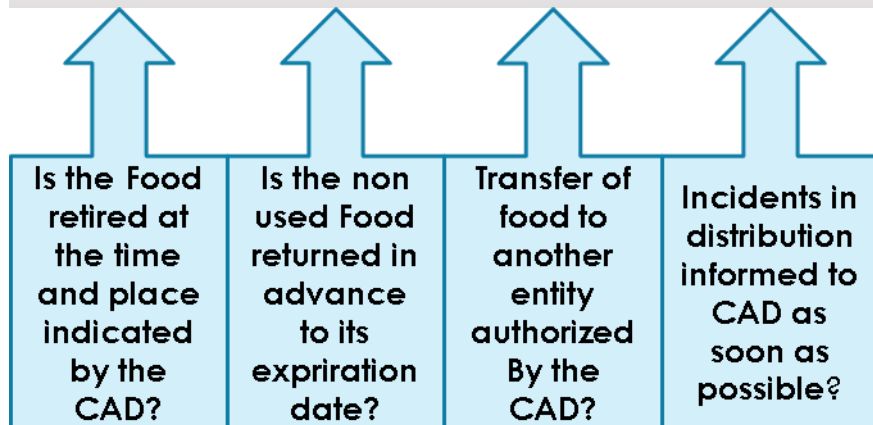 Is the Food
retired at
the time
and place
indicated
by the
CAD?
Is the non
used Food
returned in
advance
to its
expriration
date?
Transfer of
food to
another
entity
authorized
By the
CAD?
Incidents in
distribution
informed to
CAD as
soon as
possible?